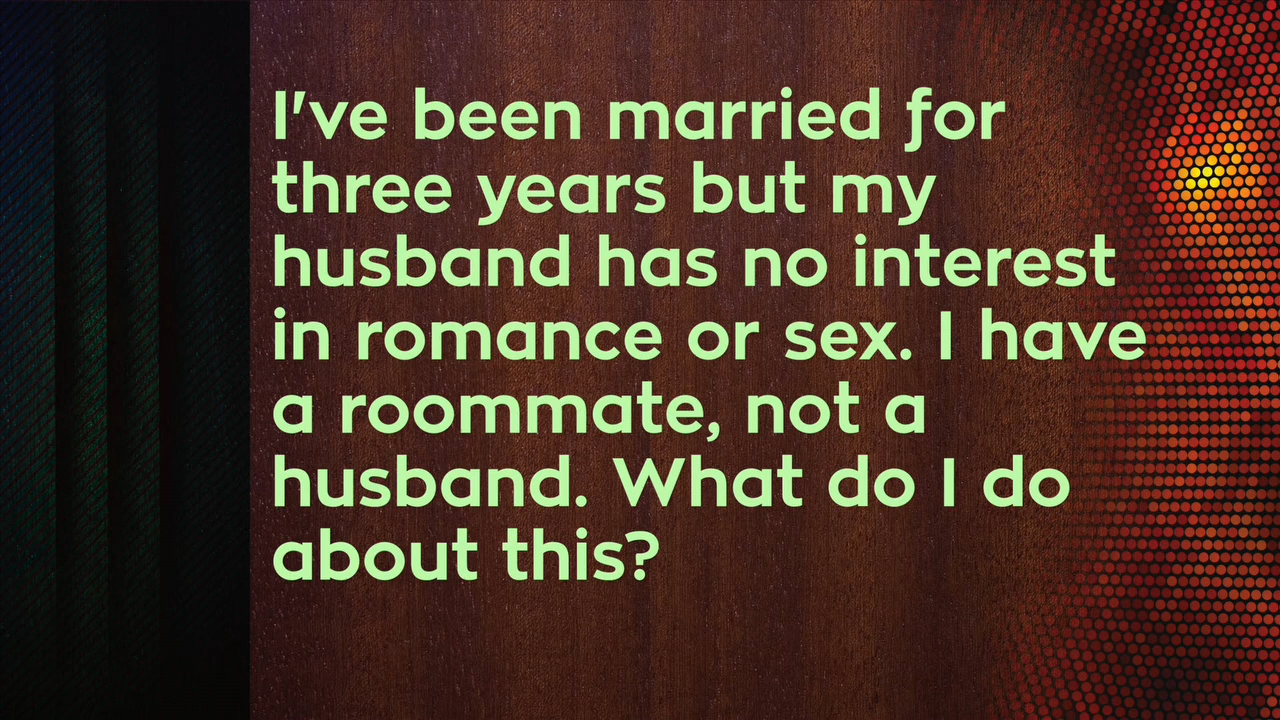 I've been married for
three years but my
husband has no interest
in romance or sex. I have
a roommate, not a
husband. What do I do
about this?